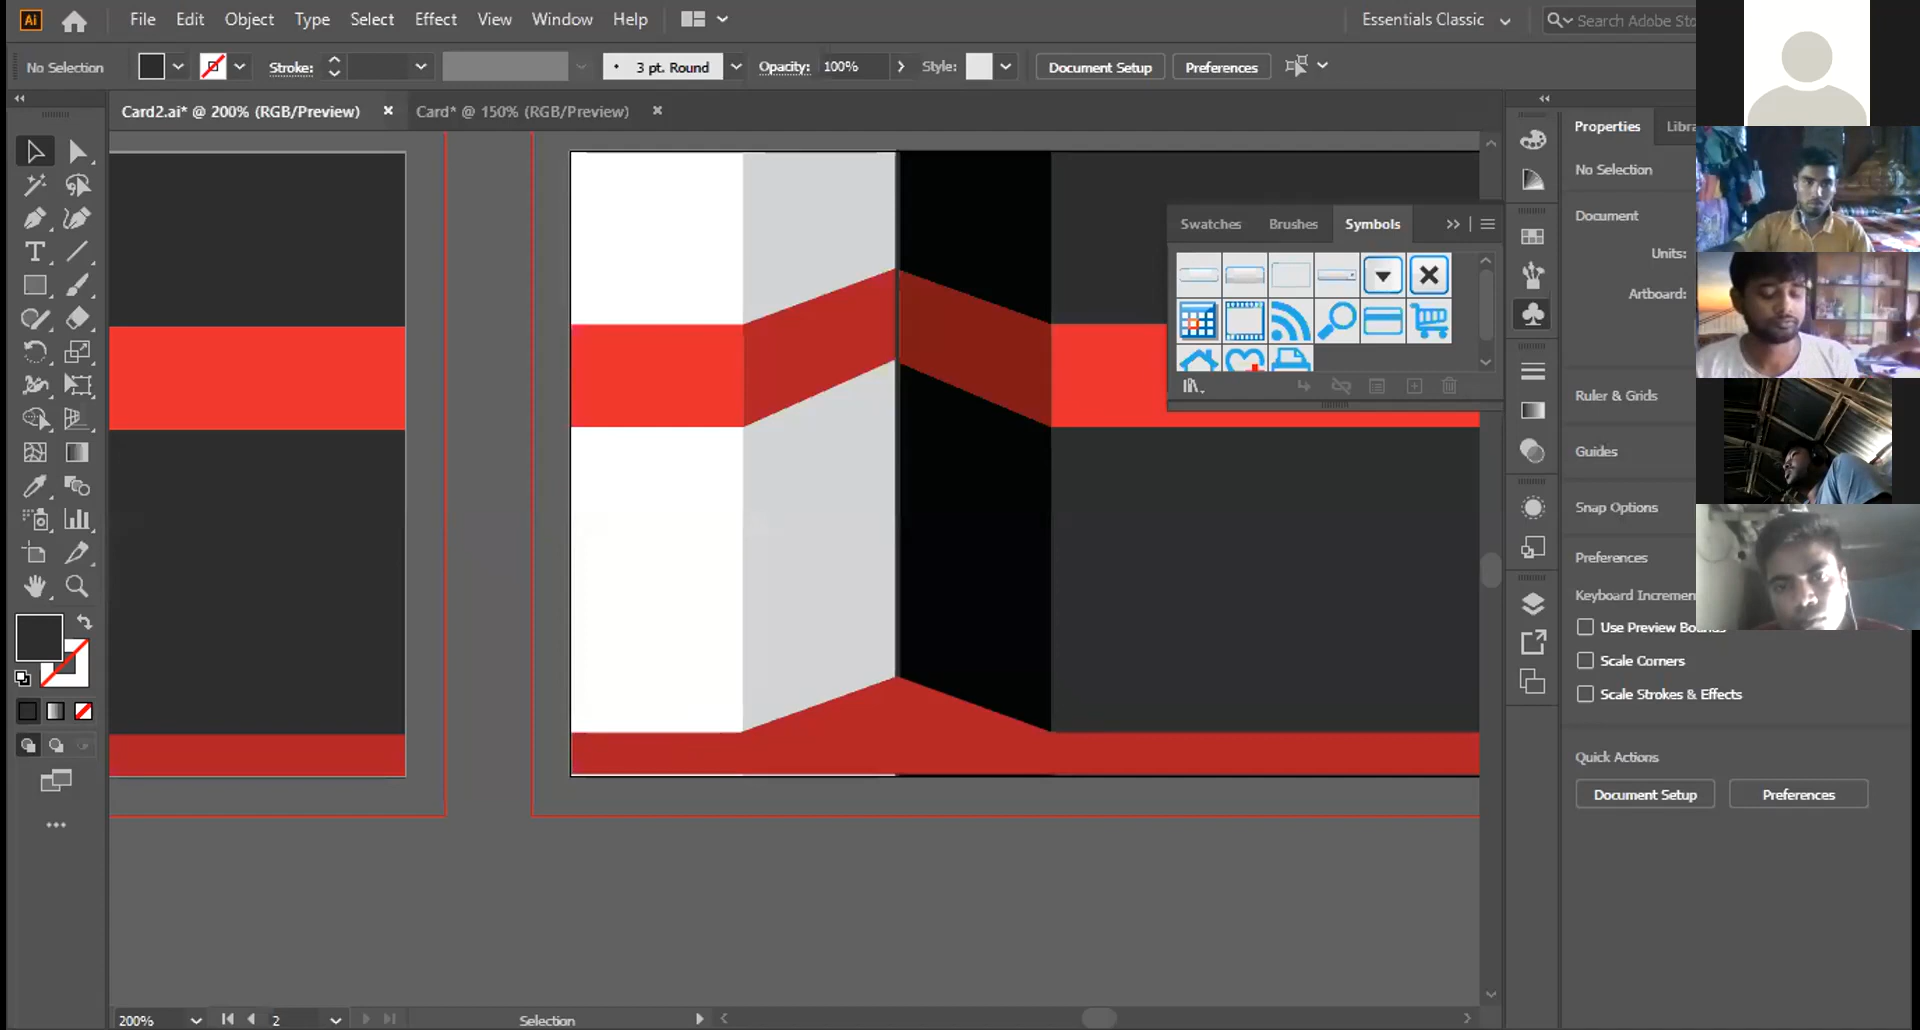 Ai File Edit Object Type Select Effect View Window Help Essentials Classic Search Adobe Sto
No Selection Stroke: 3 pt. Round Opacity: 100% Style: Document Setup Preferences
Card2.ai* @ 200% (RGB/Preview) Card* @ 150% (RGB/Preview)
Properties Libra
No Selection
Document
Swatches Brushes Symbols
Units:
Artboard:
Ruler & Grids
Guides
Snap Options
Preferences
Keyboard Incremen
Use Preview Bounds
Scale Corners
Scale Strokes & Effects
Quick Actions
Document Setup Preferences
200% 2 Selection